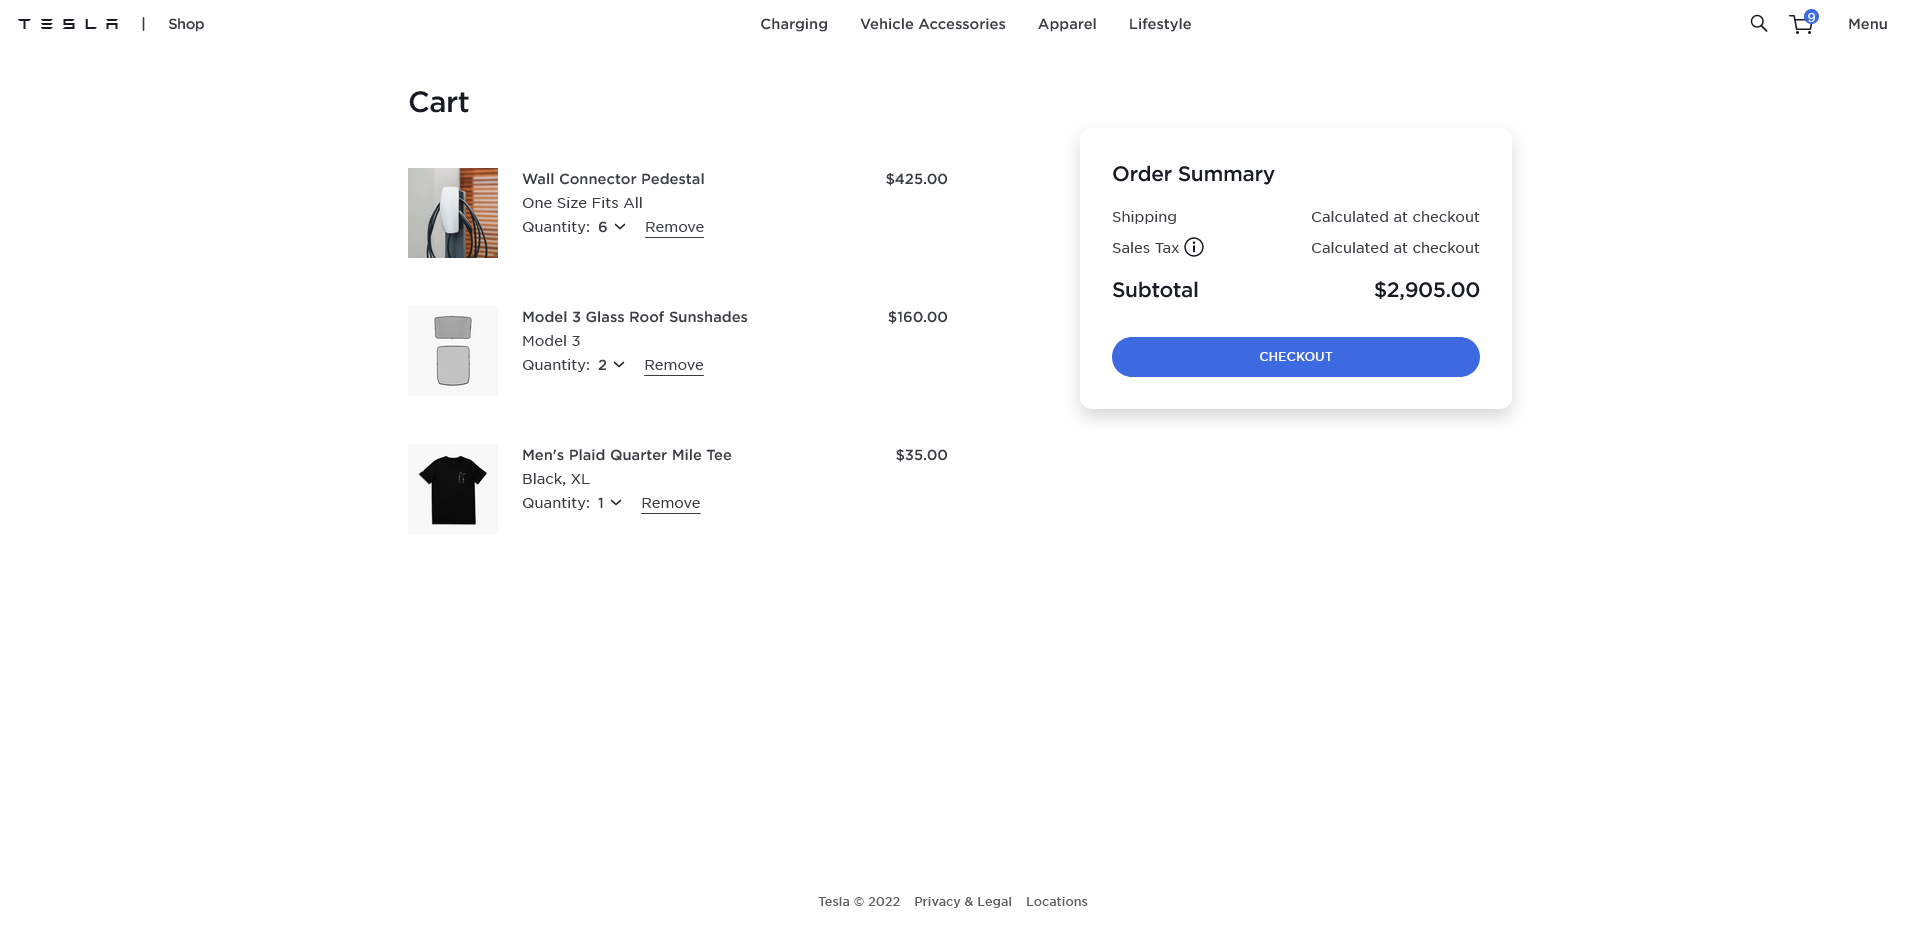 TESLA | Shop
Charging Vehicle Accessories Apparel Lifestyle
9
Menu
Cart
Wall Connector Pedestal $425.00
One Size Fits All
Quantity: 6 Remove
Model 3 Glass Roof Sunshades $160.00
Model 3
Quantity: 2 Remove
Men's Plaid Quarter Mile Tee $35.00
Black, XL
Quantity: 1 Remove
Order Summary
Shipping Calculated at checkout
Sales Tax Calculated at checkout
Subtotal $2,905.00
CHECKOUT
Tesla © 2022 Privacy & Legal Locations